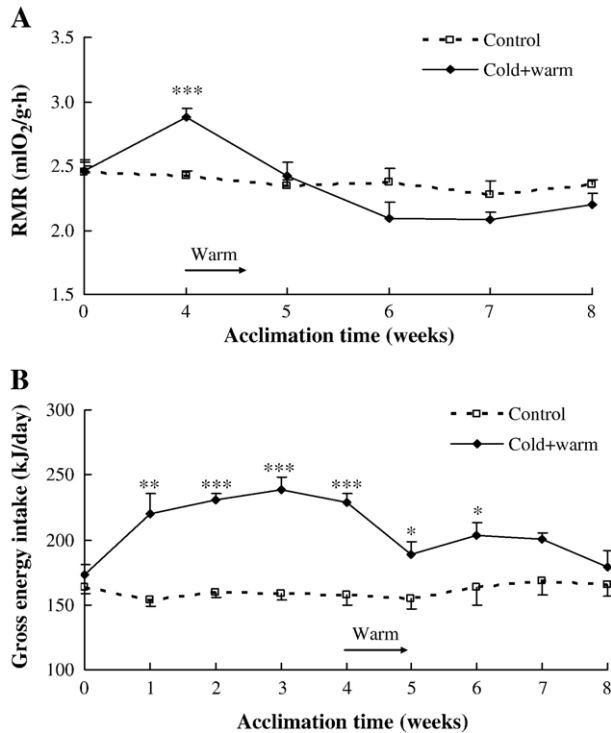 A
RMR (mlO₂/g·h)
3.5
3.0
2.5
2.0
1.5
Control
Cold+warm
***
Warm
0 4 5 6 7 8
Acclimation time (weeks)
B
Gross energy intake (kJ/day)
300
250
200
150
100
Control
Cold+warm
** *** *** *** * *
Warm
0 1 2 3 4 5 6 7 8
Acclimation time (weeks)